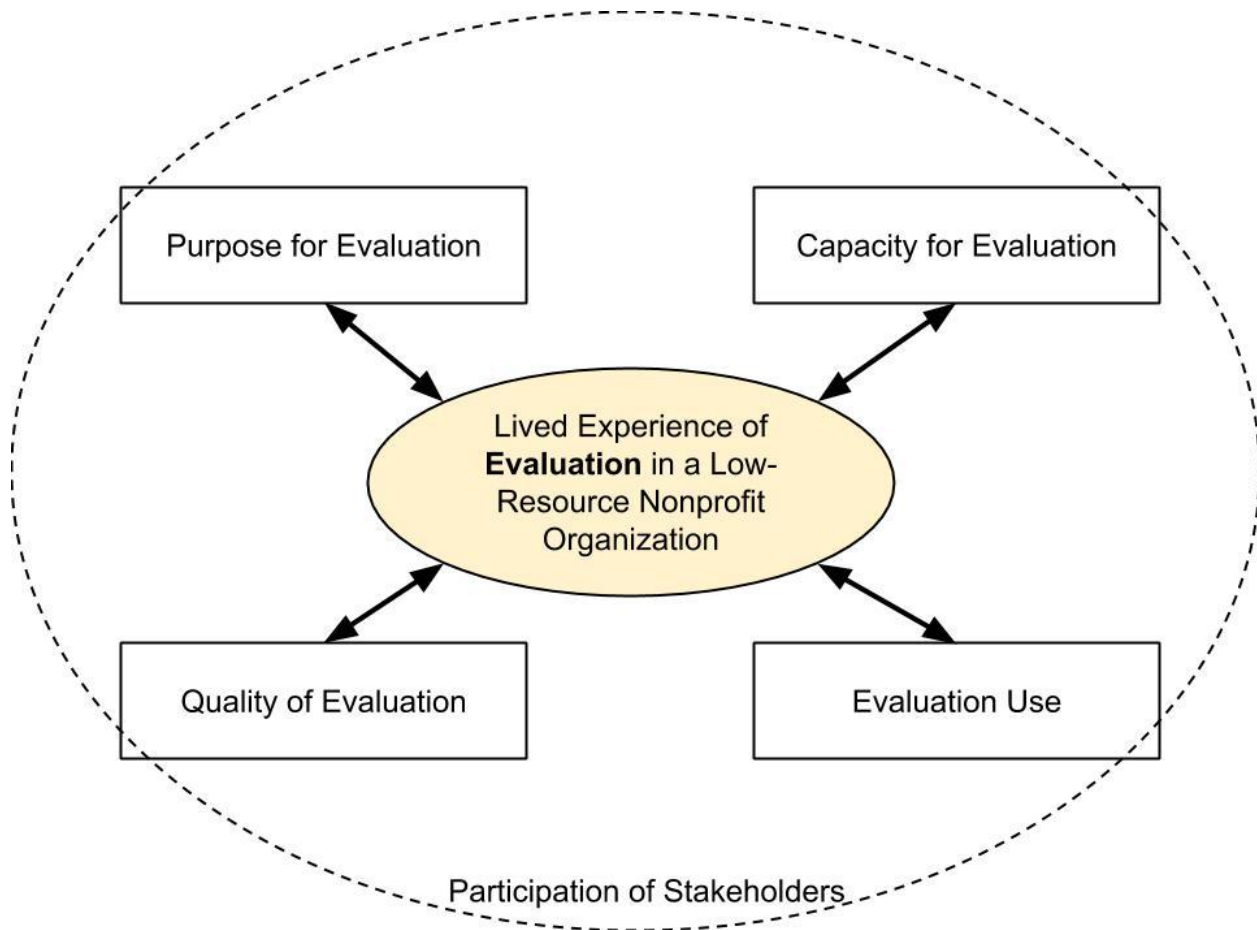 Purpose for Evaluation
Capacity for Evaluation
Lived Experience of
Evaluation in a Low-
Resource Nonprofit
Organization
Quality of Evaluation
Evaluation Use
Participation of Stakeholders